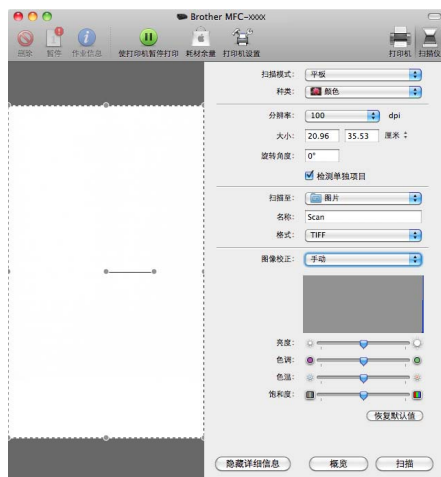 Brother MFC-xxxx
删除 暂停 作业信息 使打印机暂停打印 耗材余量 打印机设置 打印机 扫描仪
扫描模式: 平板
种类: 颜色
分辨率: 100 dpi
大小: 20.96 35.53 厘米
旋转角度: 0°
检测单独项目
扫描至: 图片
名称: Scan
格式: TIFF
图像校正: 手动
亮度:
色调:
色温:
饱和度:
恢复默认值
隐藏详细信息 概览 扫描